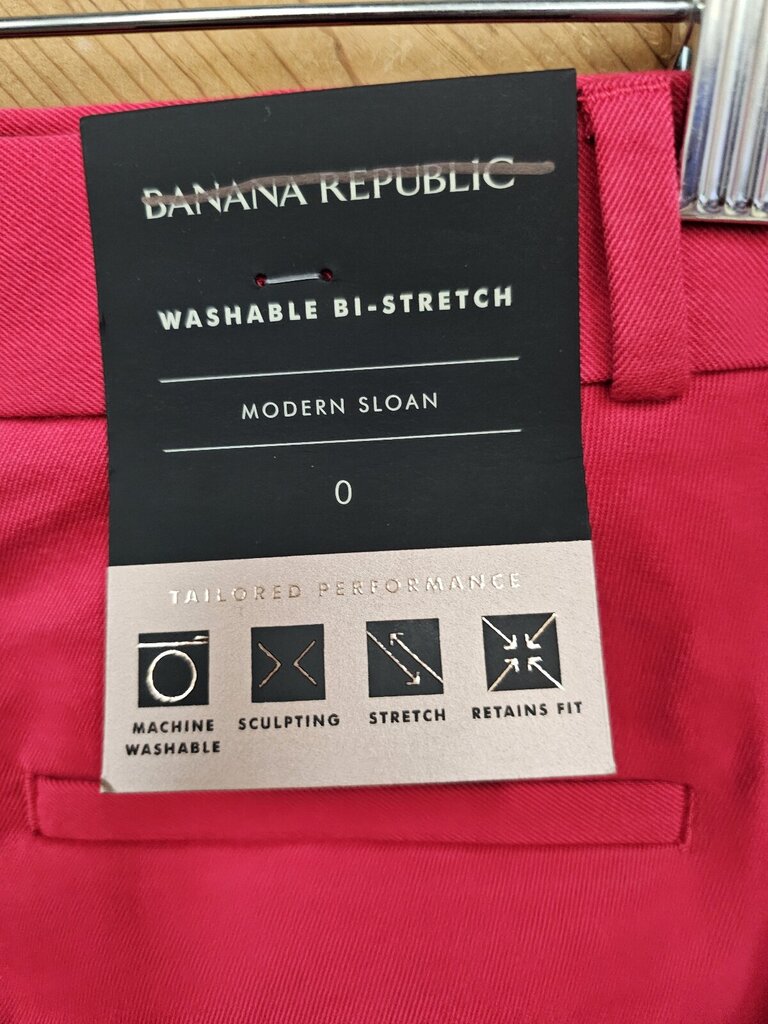 BANANA REPUBLIC
WASHABLE BI-STRETCH
MODERN SLOAN
0
TAILORED PERFORMANCE
MACHINE WASHABLE
SCULPTING
STRETCH
RETAINS FIT